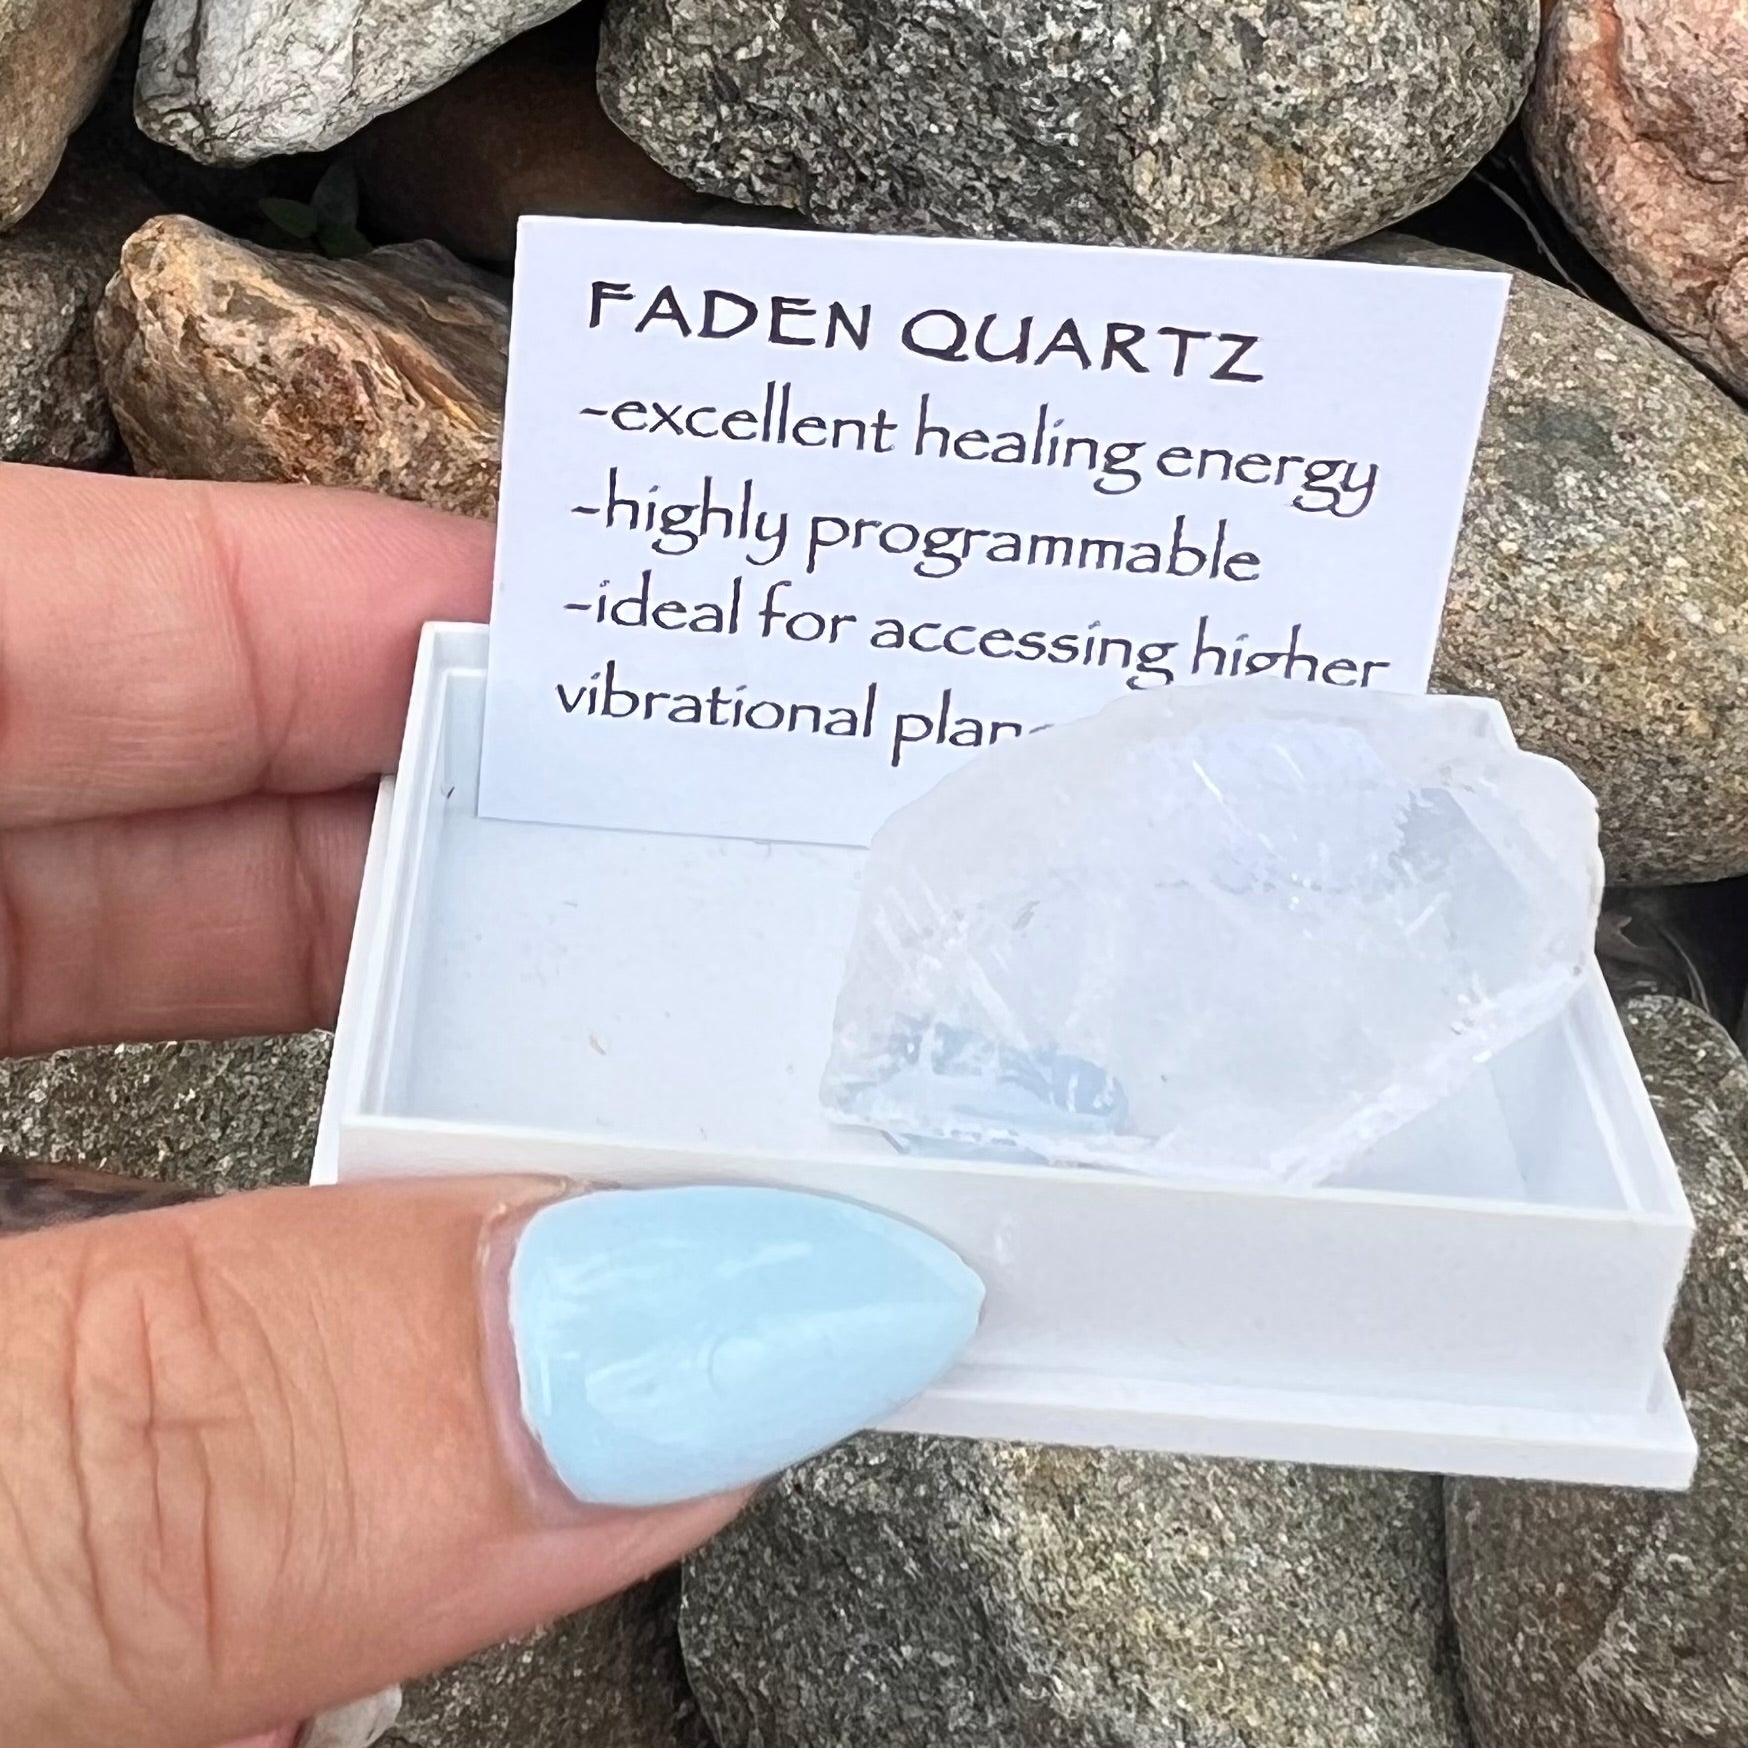 FADEN QUARTZ
-excellent healing energy
-highly programmable
-ideal for accessing higher
vibrational